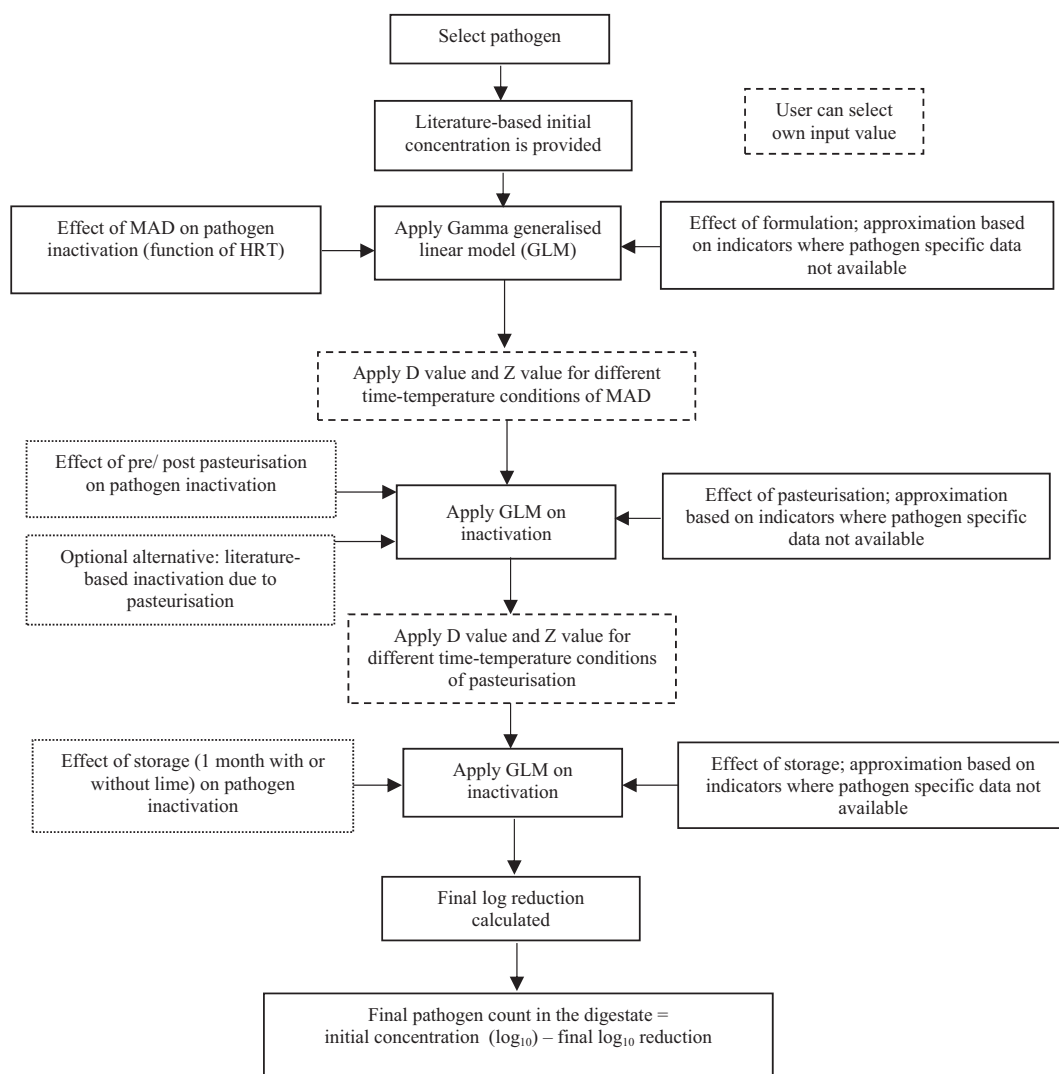 Select pathogen
User can select
own input value
Literature-based initial
concentration is provided
Effect of MAD on pathogen
inactivation (function of HRT)
Apply Gamma generalised
linear model (GLM)
Effect of formulation; approximation based
on indicators where pathogen specific data
not available
Apply D value and Z value for different
time-temperature conditions of MAD
Effect of pre/ post pasteurisation
on pathogen inactivation
Apply GLM on
inactivation
Effect of pasteurisation; approximation
based on indicators where pathogen specific
data not available
Optional alternative: literature-
based inactivation due to
pasteurisation
Apply D value and Z value for
different time-temperature conditions
of pasteurisation
Effect of storage (1 month with or
without lime) on pathogen
inactivation
Apply GLM on
inactivation
Effect of storage; approximation based on
indicators where pathogen specific data not
available
Final log reduction
calculated
Final pathogen count in the digestate =
initial concentration (log₁₀) – final log₁₀ reduction